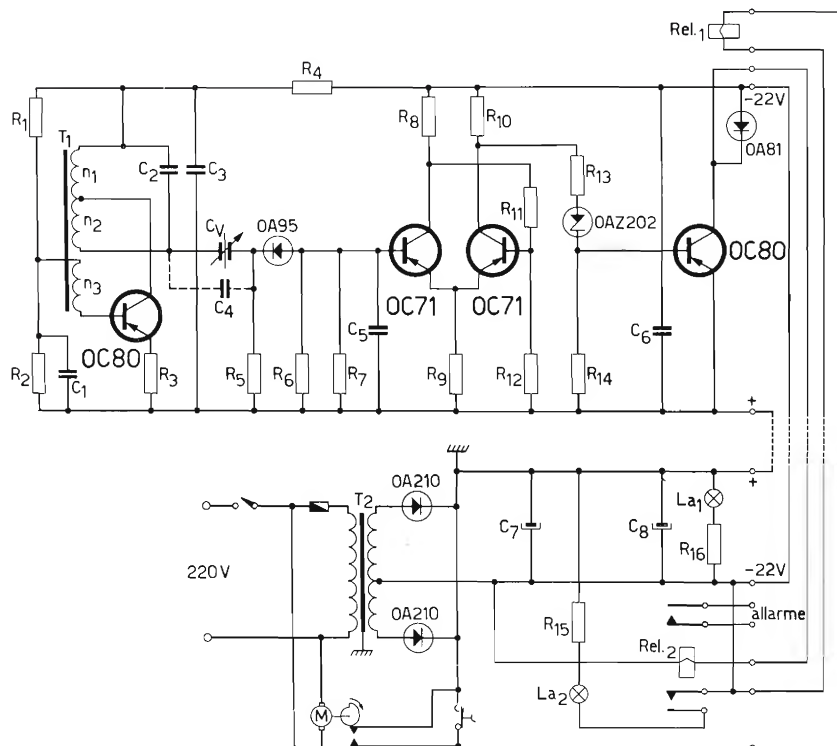 Rel.1
R4
-22V
R1
T1
n1
C2
C3
R8
R10
OA81
R13
n2
CV
OA95
R11
OAZ202
n3
C4
OC71
OC71
OC80
OC80
C5
C6
R2
C1
R3
R5
R6
R7
R9
R12
R14
+
+
OA210
T2
La1
C7
C8
R16
220V
-22V
OA210
R15
allarme
Rel.2
La2
M